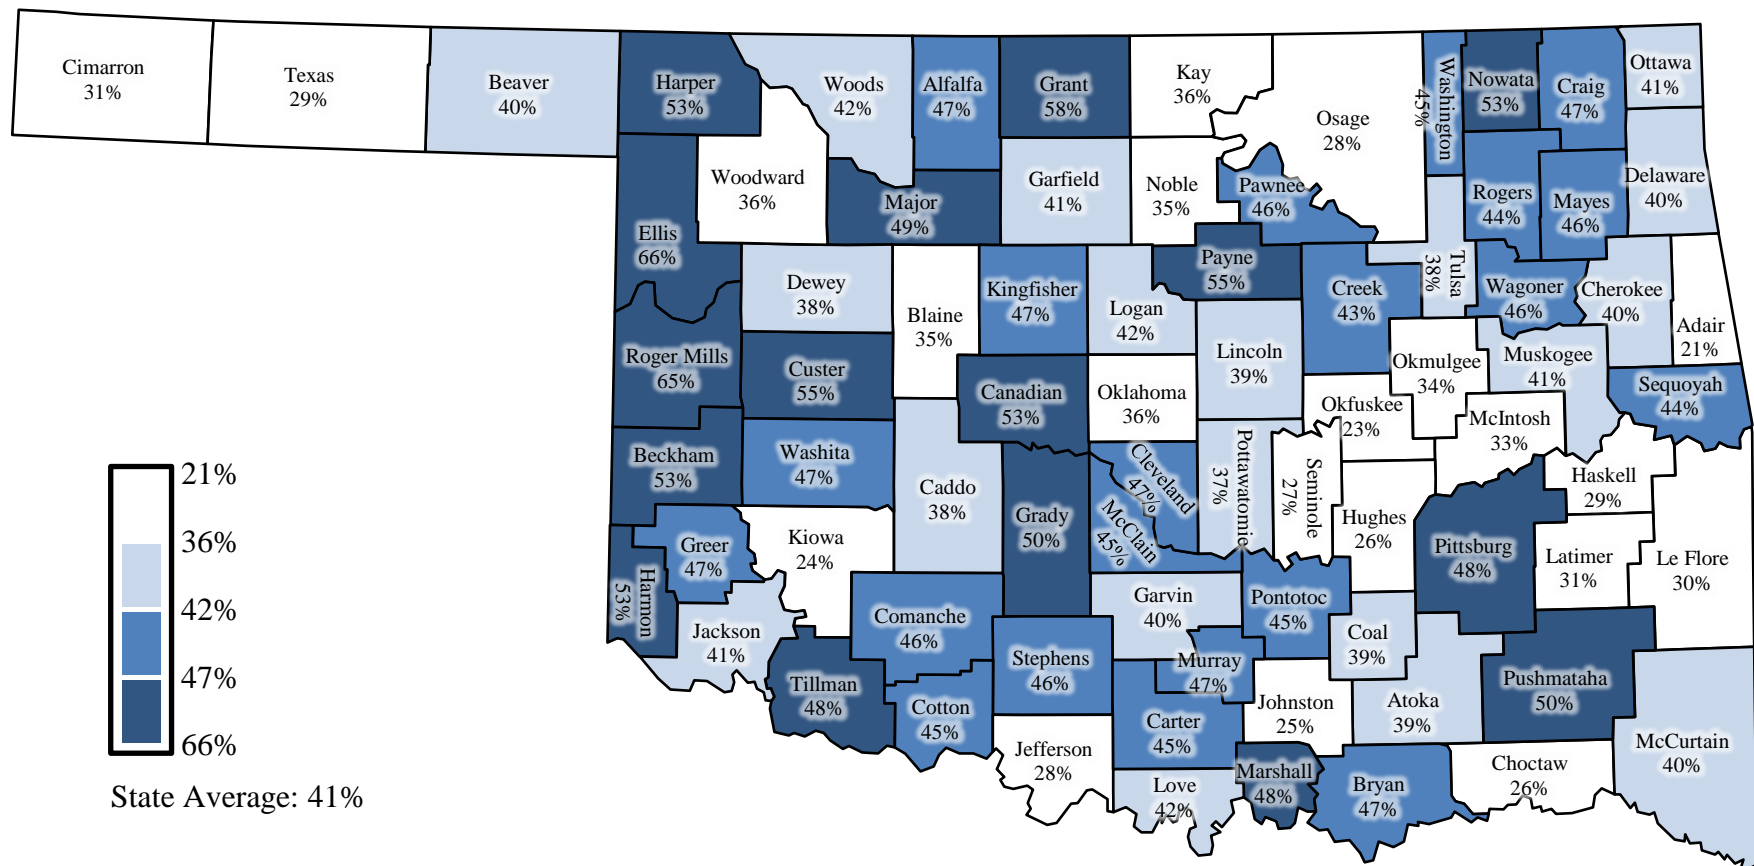 Cimarron
31%
Texas
29%
Beaver
40%
Harper
53%
Woods
42%
Alfalfa
47%
Grant
58%
Kay
36%
Osage
28%
Washington
45%
Nowata
53%
Craig
47%
Ottawa
41%
Woodward
36%
Major
49%
Garfield
41%
Noble
35%
Pawnee
46%
Rogers
44%
Mayes
46%
Delaware
40%
Ellis
66%
Dewey
38%
Blaine
35%
Kingfisher
47%
Logan
42%
Payne
55%
Creek
43%
Tulsa
38%
Wagoner
46%
Cherokee
40%
Adair
21%
Roger Mills
65%
Custer
55%
Canadian
53%
Oklahoma
36%
Lincoln
39%
Okmulgee
34%
Muskogee
41%
Sequoyah
44%
Okfuskee
23%
McIntosh
33%
Beckham
53%
Washita
47%
Caddo
38%
Grady
50%
Cleveland
47%
McClain
45%
Pottawatomie
37%
Seminole
27%
Hughes
26%
Haskell
29%
Pittsburg
48%
Latimer
31%
Le Flore
30%
Greer
47%
Kiowa
24%
Harmon
53%
Jackson
41%
Comanche
46%
Garvin
40%
Pontotoc
45%
Coal
39%
Stephens
46%
Murray
47%
Tillman
48%
Cotton
45%
Carter
45%
Johnston
25%
Atoka
39%
Pushmataha
50%
Jefferson
28%
Love
42%
Marshall
48%
Bryan
47%
Choctaw
26%
McCurtain
40%
21%
36%
42%
47%
66%
State Average: 41%